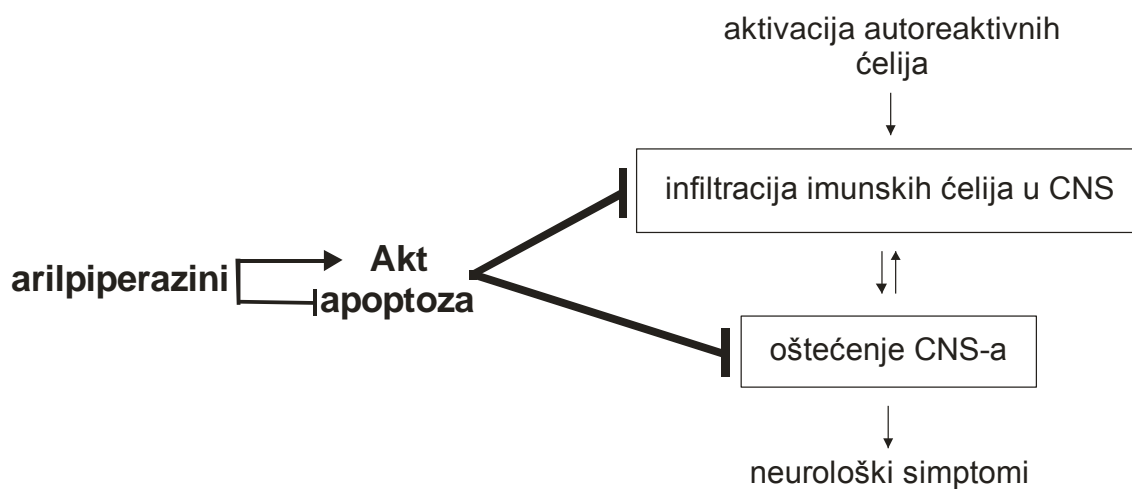 aktivacija autoreaktivnih
ćelija
infiltracija imunskih ćelija u CNS
arilpiperazini
Akt
apoptoza
oštećenje CNS-a
neurološki simptomi